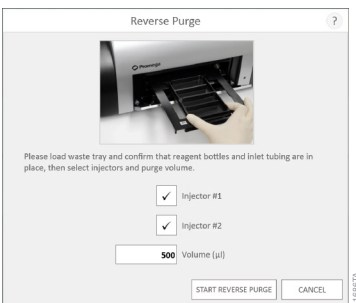 Reverse Purge
?
Promega
Please load waste tray and confirm that reagent bottles and inlet tubing are in
place, then select injectors and purge volume.
✓ Injector #1
✓ Injector #2
500 Volume (µl)
START REVERSE PURGE CANCEL